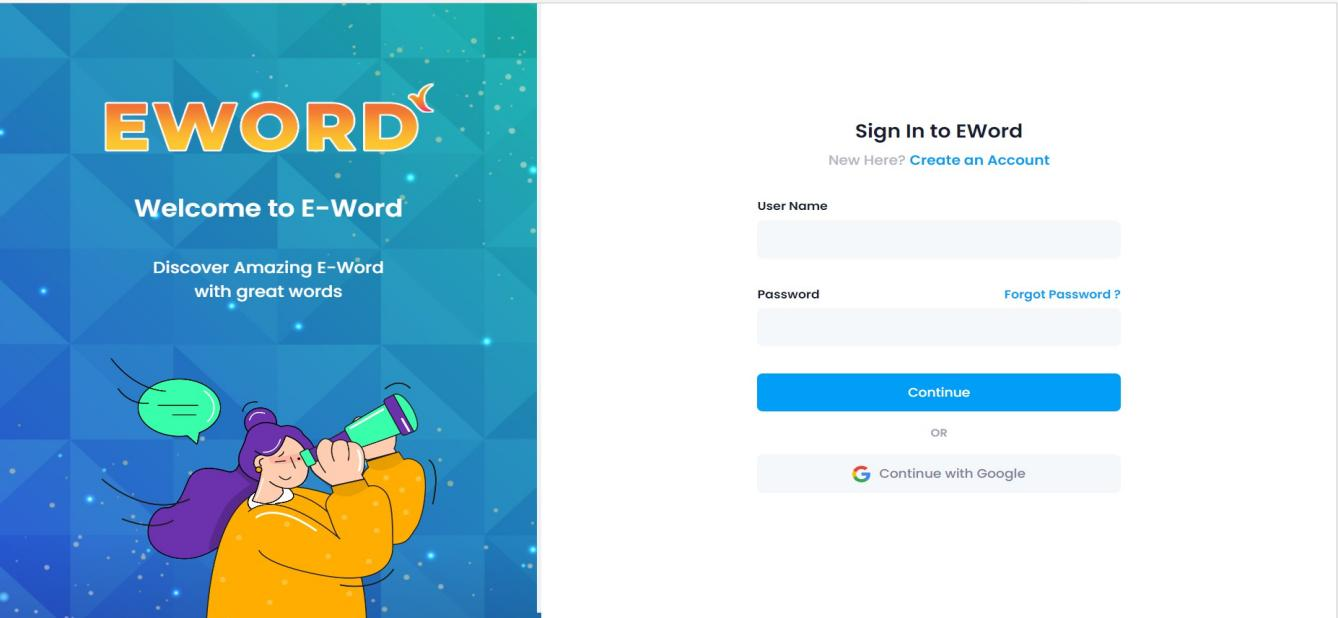 EWORD
Welcome to E-Word
Discover Amazing E-Word
with great words
Sign In to EWord
New Here? Create an Account
User Name
Password
Forgot Password ?
Continue
OR
Continue with Google